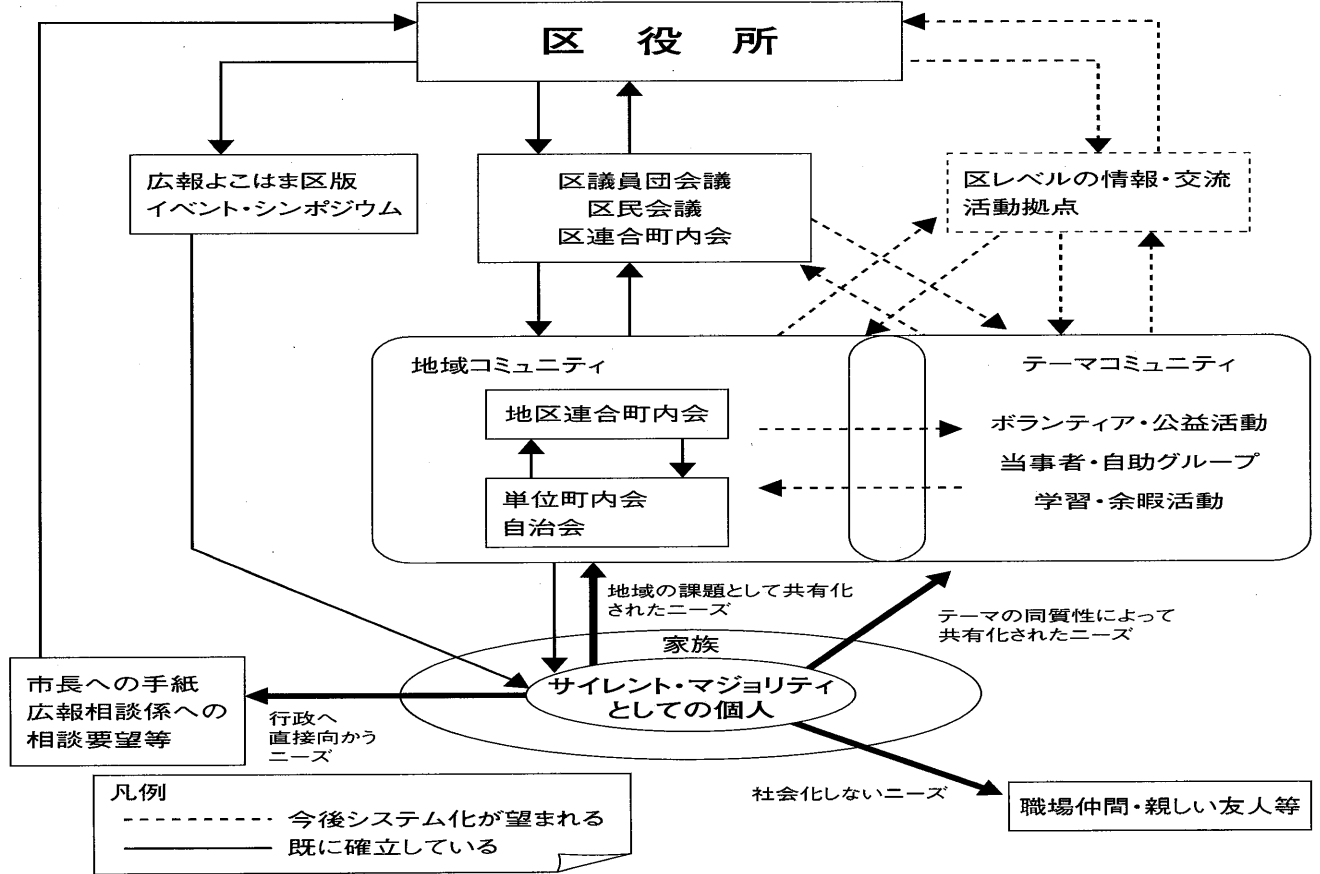 区 役 所
広報よこはま区版
イベント・シンポジウム
区議員団会議
区民会議
区連合町内会
区レベルの情報・交流
活動拠点
地域コミュニティ
テーマコミュニティ
地区連合町内会
単位町内会
自治会
ボランティア・公益活動
当事者・自助グループ
学習・余暇活動
地域の課題として共有化
されたニーズ
テーマの同質性によって
共有化されたニーズ
家族
サイレント・マジョリティ
としての個人
市長への手紙
広報相談係への
相談要望等
行政へ
直接向かう
ニーズ
社会化しないニーズ
職場仲間・親しい友人等
凡例
今後システム化が望まれる
既に確立している